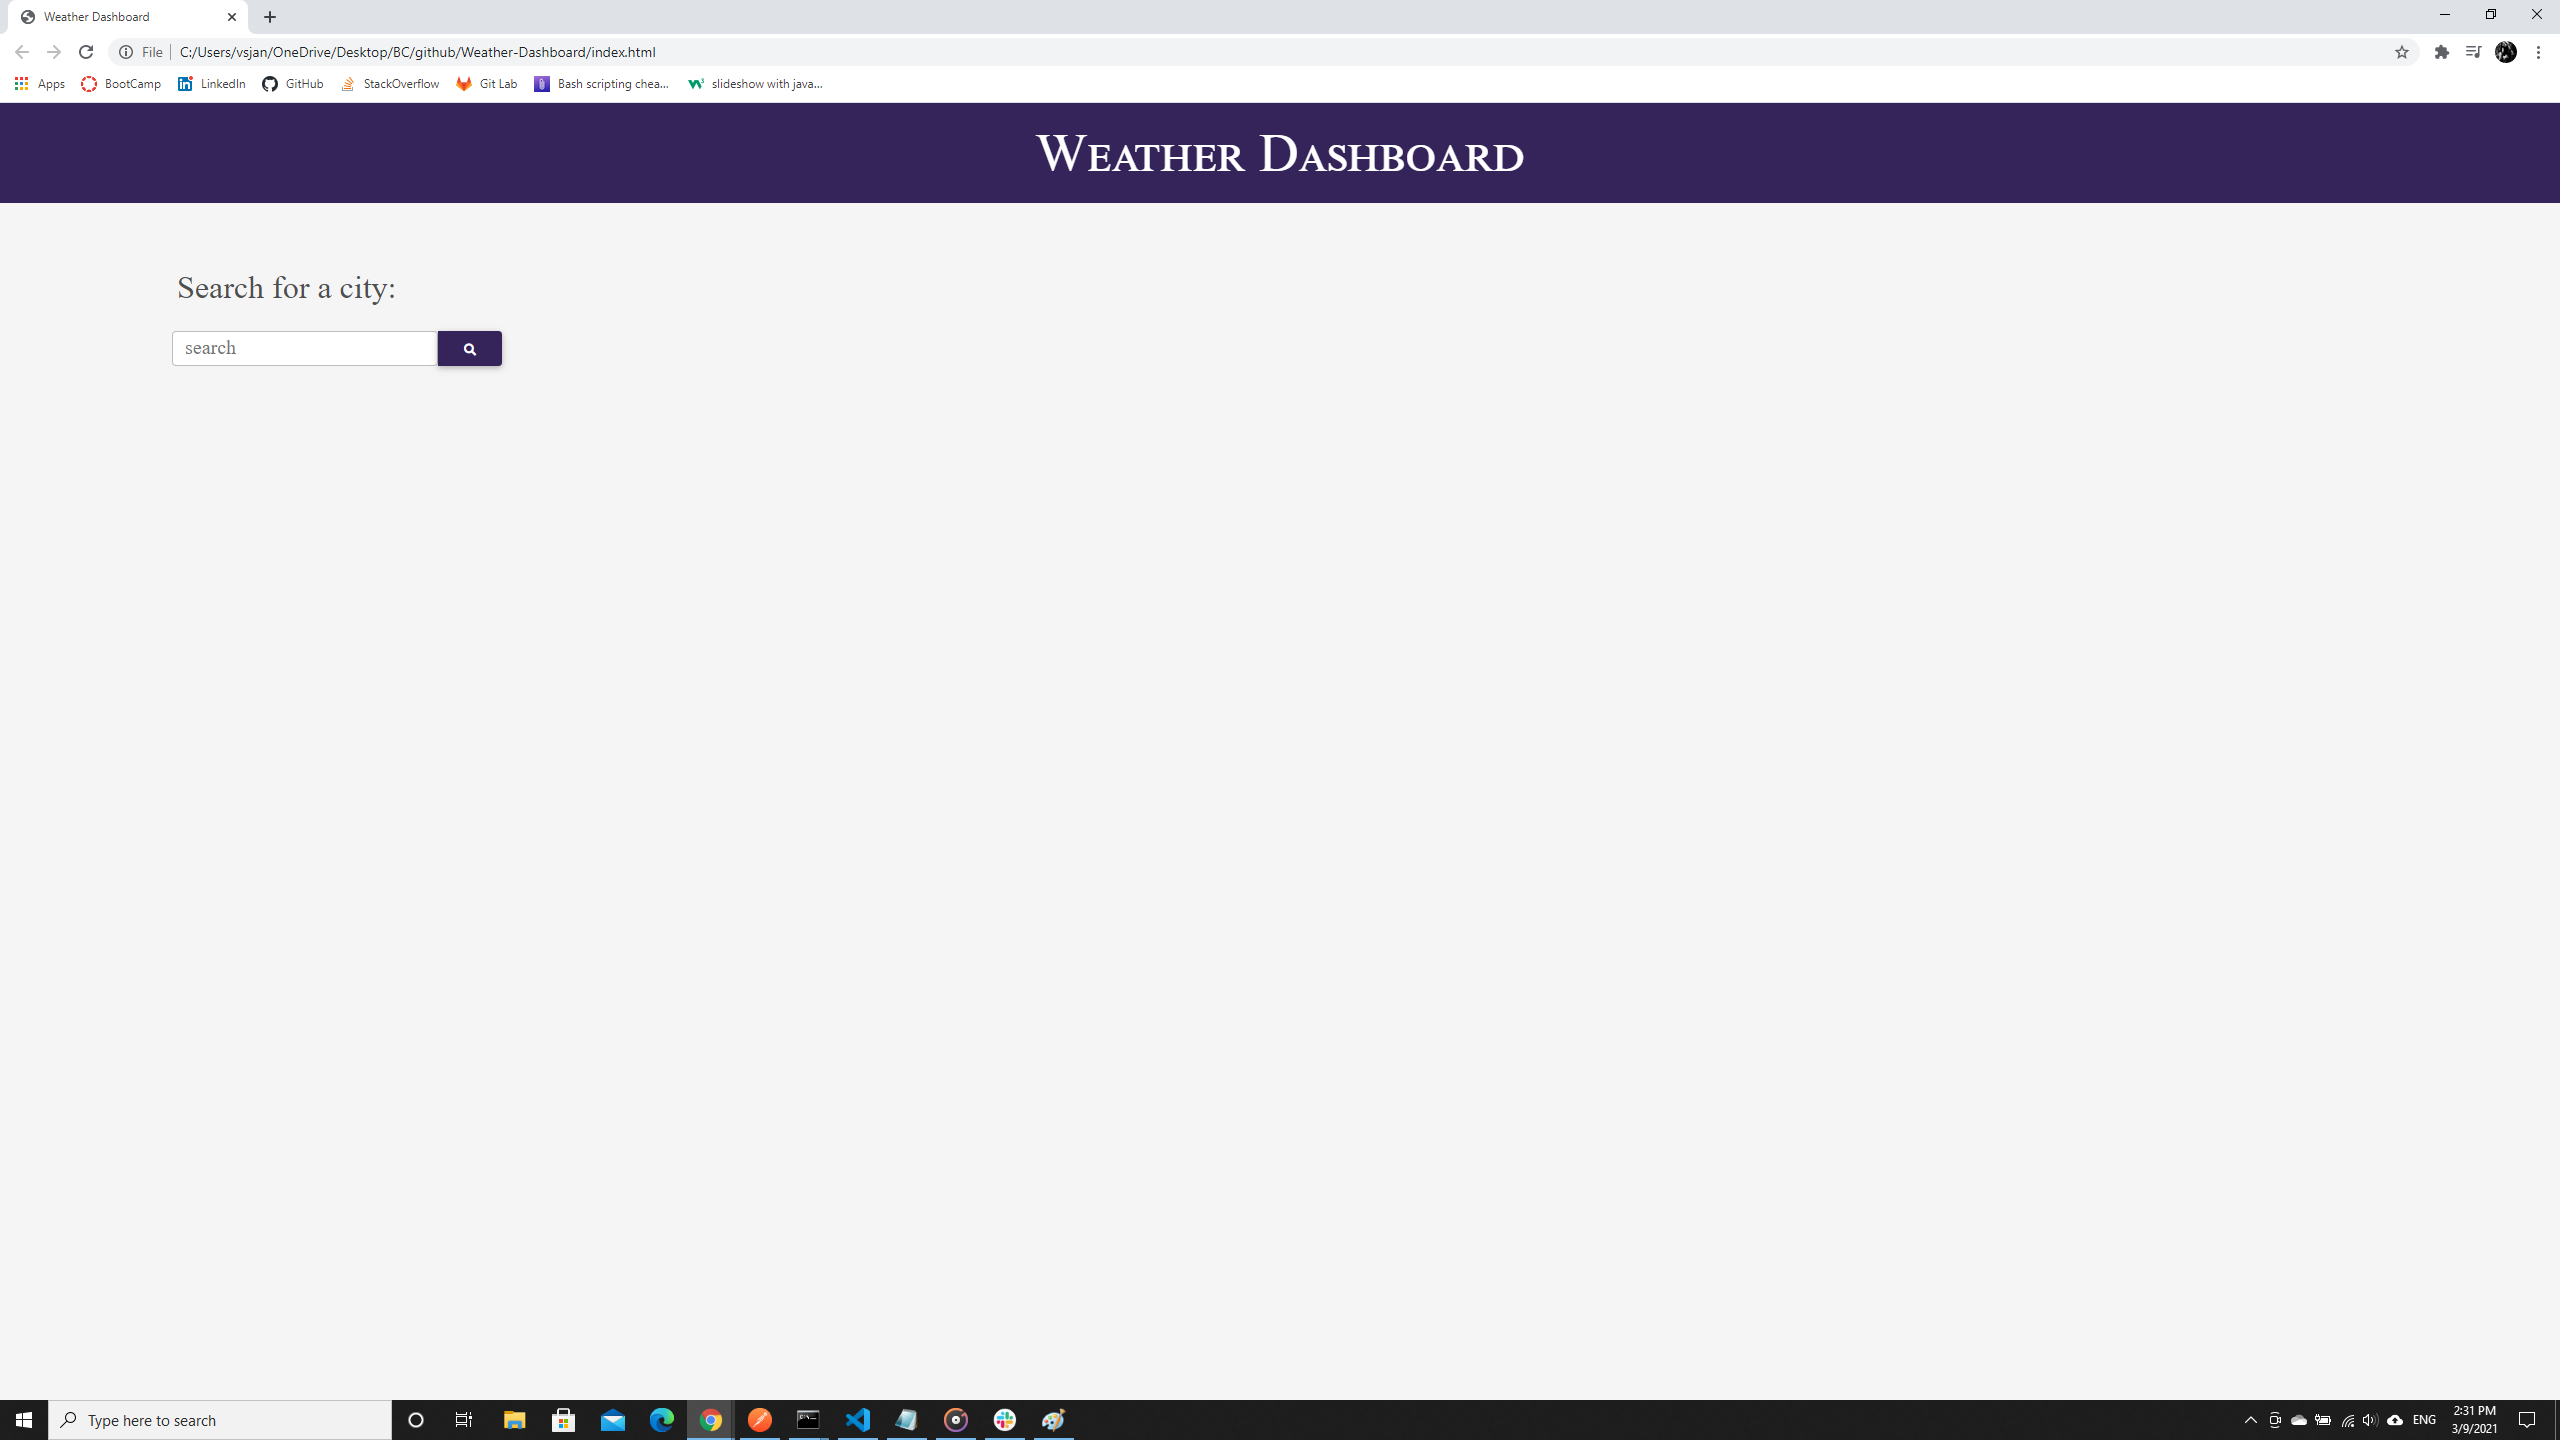 Weather Dashboard
File C:/Users/vsjan/OneDrive/Desktop/BC/github/Weather-Dashboard/index.html
Apps BootCamp LinkedIn GitHub StackOverflow Git Lab Bash scripting chea... slideshow with java...
Weather Dashboard
Search for a city:
search
Type here to search
ENG
2:31 PM
3/9/2021